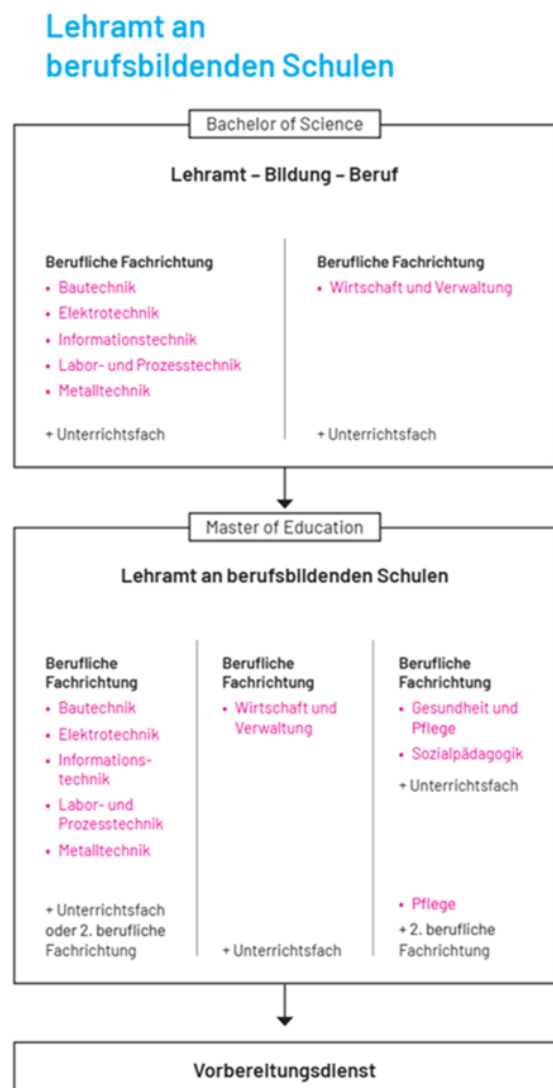 Lehramt an
berufsbildenden Schulen
Bachelor of Science
Lehramt – Bildung – Beruf
Berufliche Fachrichtung
• Bautechnik
• Elektrotechnik
• Informationstechnik
• Labor- und Prozesstechnik
• Metalltechnik
+ Unterrichtsfach
Berufliche Fachrichtung
• Wirtschaft und Verwaltung
+ Unterrichtsfach
Master of Education
Lehramt an berufsbildenden Schulen
Berufliche
Fachrichtung
• Bautechnik
• Elektrotechnik
• Informations-
technik
• Labor- und
Prozesstechnik
• Metalltechnik
+ Unterrichtsfach
oder 2. berufliche
Fachrichtung
Berufliche
Fachrichtung
• Wirtschaft und
Verwaltung
+ Unterrichtsfach
Berufliche
Fachrichtung
• Gesundheit und
Pflege
• Sozialpädagogik
+ Unterrichtsfach
• Pflege
+ 2. berufliche
Fachrichtung
Vorbereitungsdienst